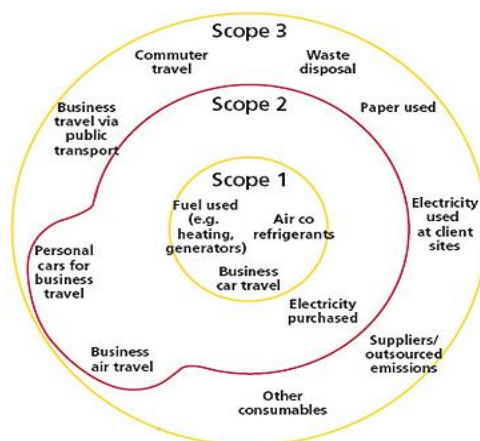 Scope 3
Commuter
travel
Waste
disposal
Business
travel via
public
transport
Scope 2
Paper used
Scope 1
Fuel used
(e.g.
heating,
generators)
Air co
refrigerants
Electricity
used
at client
sites
Personal
cars for
business
travel
Business
car travel
Electricity
purchased
Business
air travel
Suppliers/
outsourced
emissions
Other
consumables